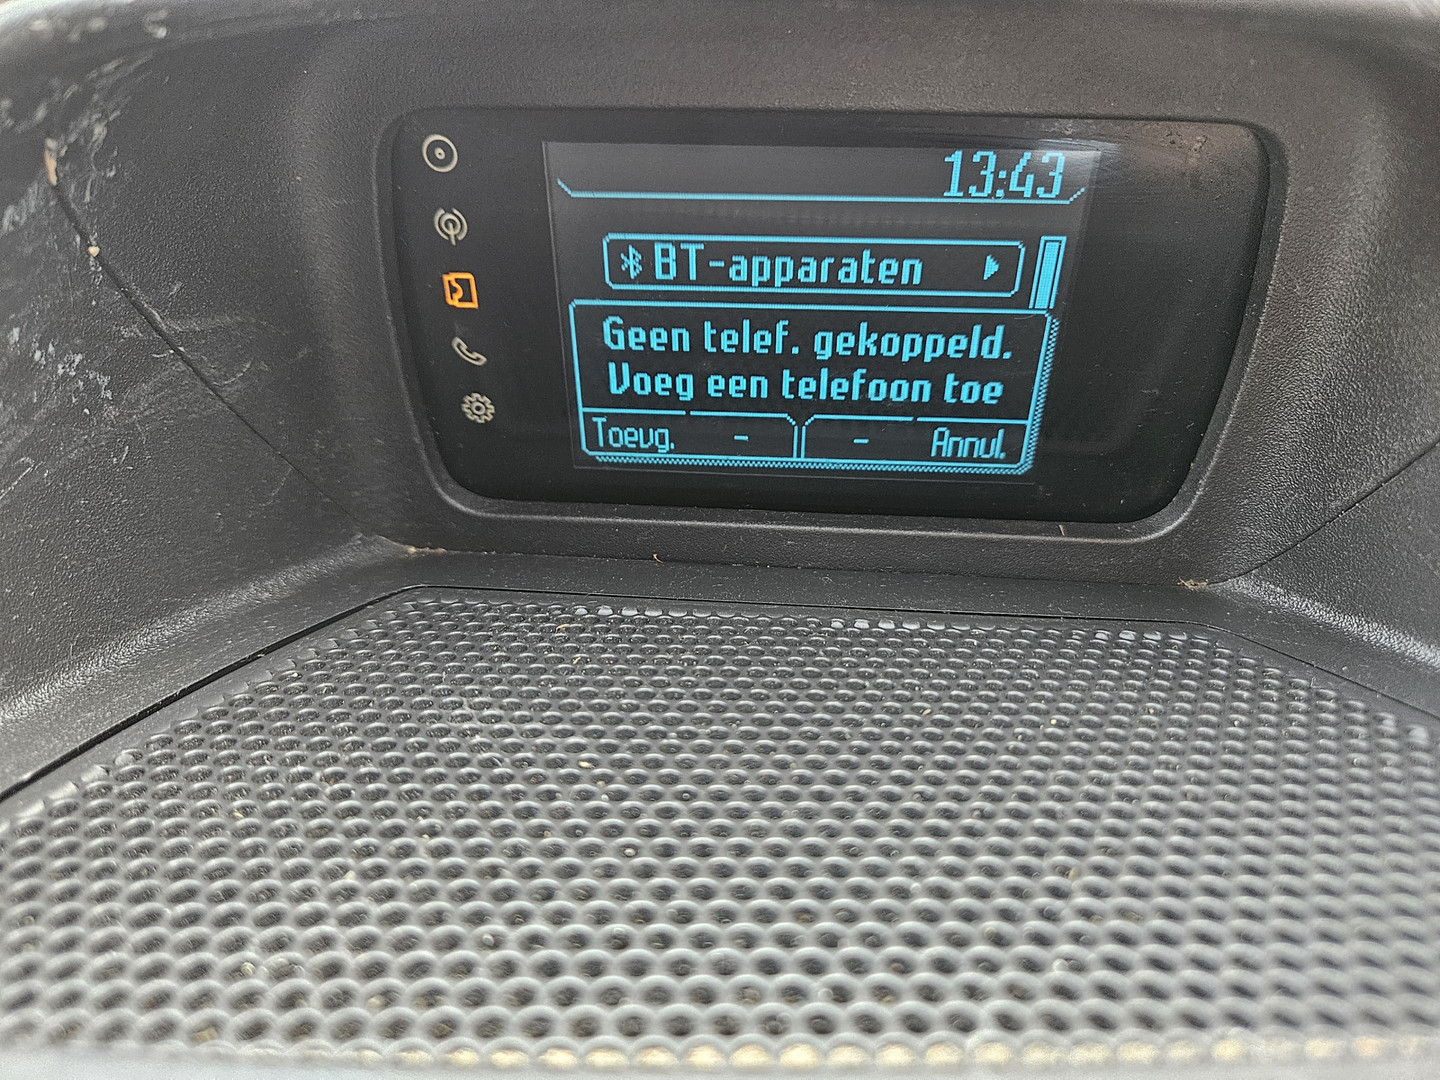 13:43
BT-apparaten
Geen telef. gekoppeld.
Voeg een telefoon toe
Toevg. - - Annul.